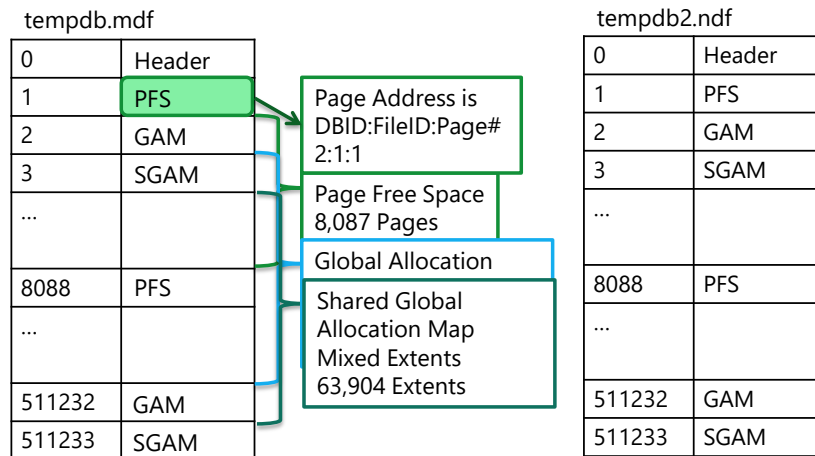 tempdb.mdf
0 Header
1 PFS
2 GAM
3 SGAM
...
8088 PFS
...
511232 GAM
511233 SGAM
Page Address is
DBID:FileID:Page#
2:1:1
Page Free Space
8,087 Pages
Global Allocation
Shared Global
Allocation Map
Mixed Extents
63,904 Extents
tempdb2.ndf
0 Header
1 PFS
2 GAM
3 SGAM
...
8088 PFS
...
511232 GAM
511233 SGAM